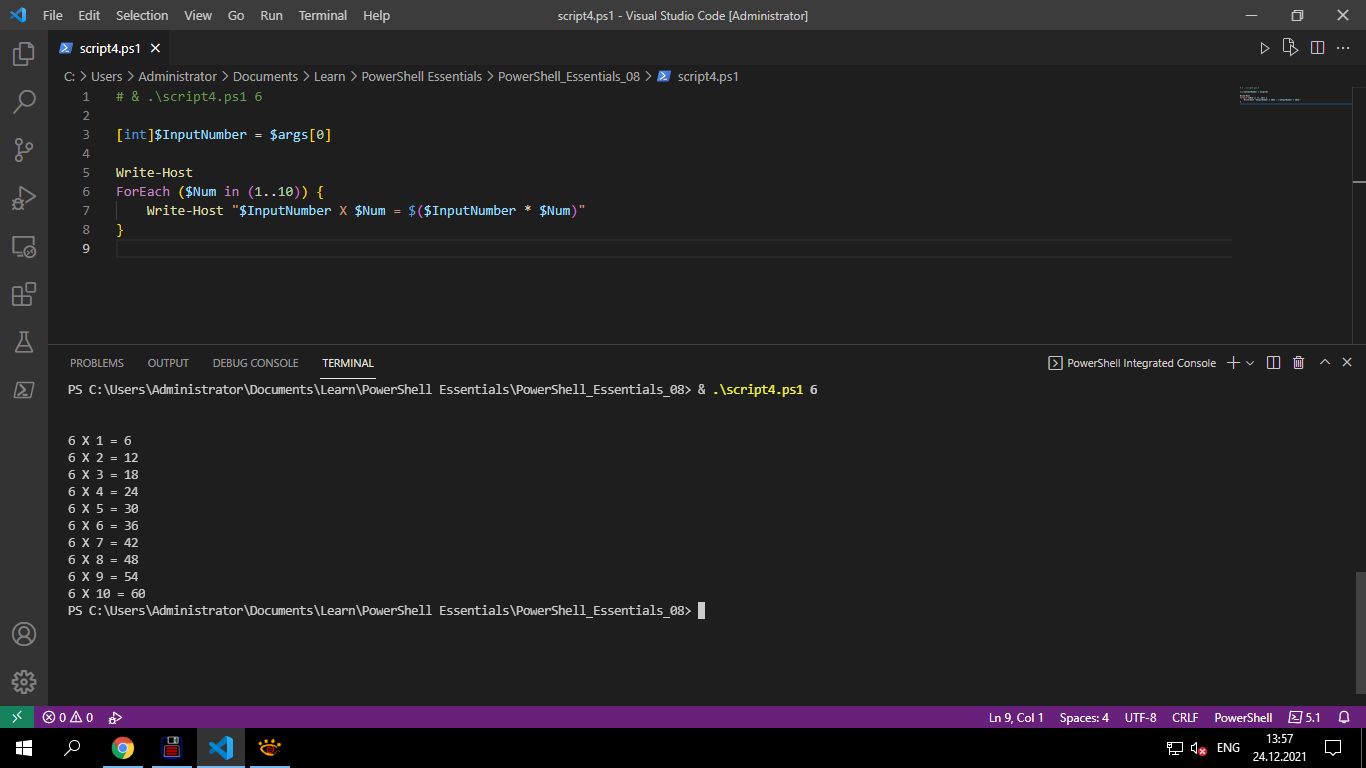 File Edit Selection View Go Run Terminal Help script4.ps1 - Visual Studio Code [Administrator]
script4.ps1
C: > Users > Administrator > Documents > Learn > PowerShell Essentials > PowerShell_Essentials_08 > script4.ps1
1 # & .\script4.ps1 6
2
3 [int]$InputNumber = $args[0]
4
5 Write-Host
6 ForEach ($Num in (1..10)) {
7     Write-Host "$InputNumber X $Num = $($InputNumber * $Num)"
8 }
9
PROBLEMS OUTPUT DEBUG CONSOLE TERMINAL PowerShell Integrated Console
PS C:\Users\Administrator\Documents\Learn\PowerShell Essentials\PowerShell_Essentials_08> & .\script4.ps1 6
6 X 1 = 6
6 X 2 = 12
6 X 3 = 18
6 X 4 = 24
6 X 5 = 30
6 X 6 = 36
6 X 7 = 42
6 X 8 = 48
6 X 9 = 54
6 X 10 = 60
PS C:\Users\Administrator\Documents\Learn\PowerShell Essentials\PowerShell_Essentials_08>
0 0 Ln 9, Col 1 Spaces: 4 UTF-8 CRLF PowerShell 5.1
ENG 13:57
24.12.2021